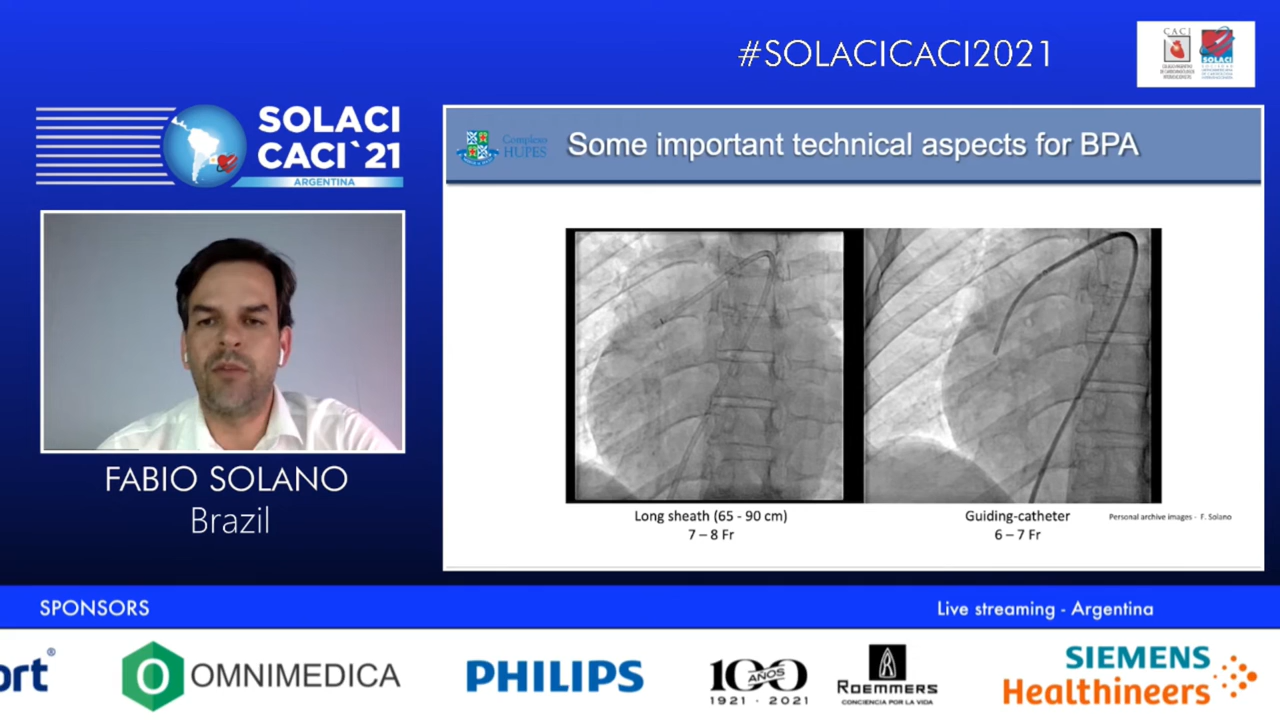 #SOLACICACI2021
CACI
SOLACI
SOLACI
CACI`21
ARGENTINA
Complexo
HUPES
Some important technical aspects for BPA
FABIO SOLANO
Brazil
Long sheath (65 - 90 cm)
7 – 8 Fr
Guiding-catheter
6 – 7 Fr
Personal archive images - F. Solano
SPONSORS
Live streaming - Argentina
ort®
OMNIMEDICA
PHILIPS
100
AÑOS
1921 · 2021
ROEMMERS
CONCIENCIA POR LA VIDA
SIEMENS
Healthineers